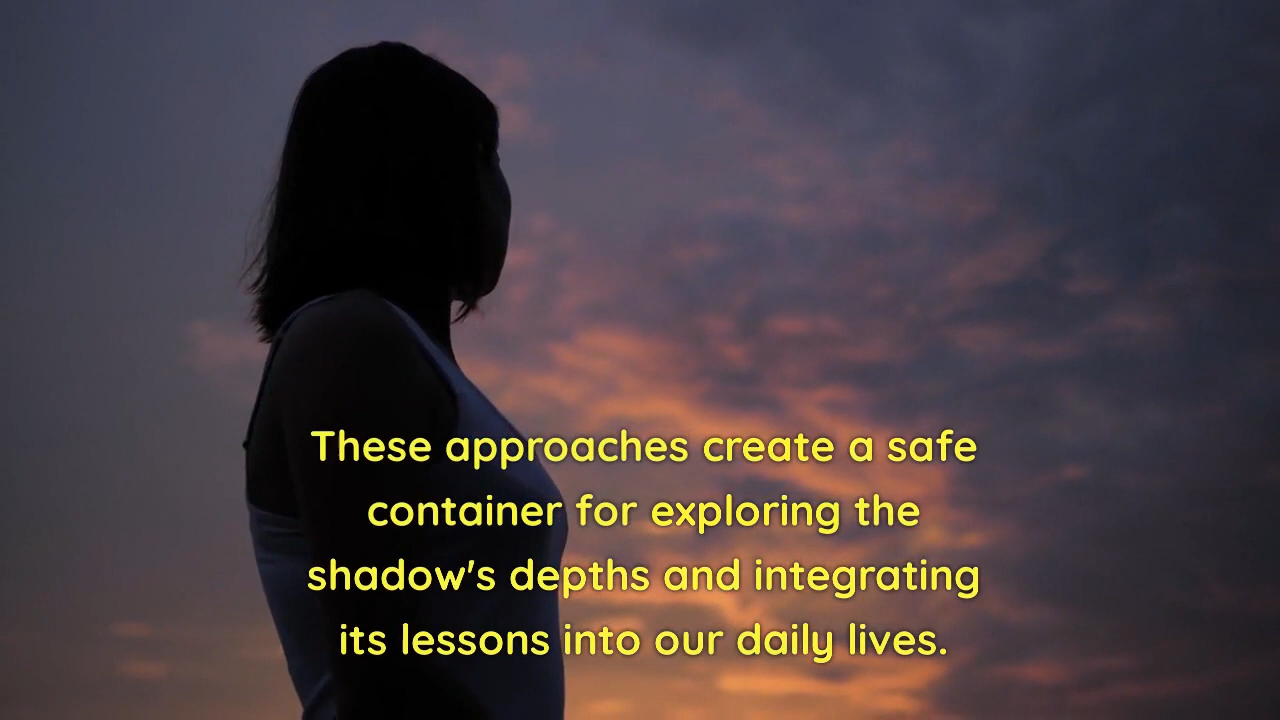 These approaches create a safe
container for exploring the
shadow's depths and integrating
its lessons into our daily lives.